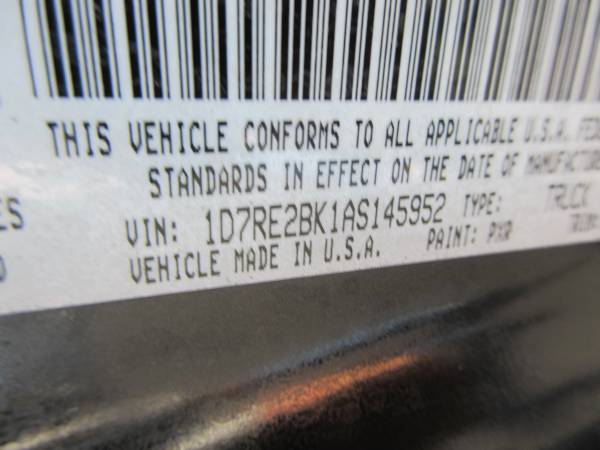 THIS VEHICLE CONFORMS TO ALL APPLICABLE U.S.A.
STANDARDS IN EFFECT ON THE DATE OF
VIN: 1D7RE2BK1AS145952 TYPE: TRUCK
VEHICLE MADE IN U.S.A. PAINT: PXR